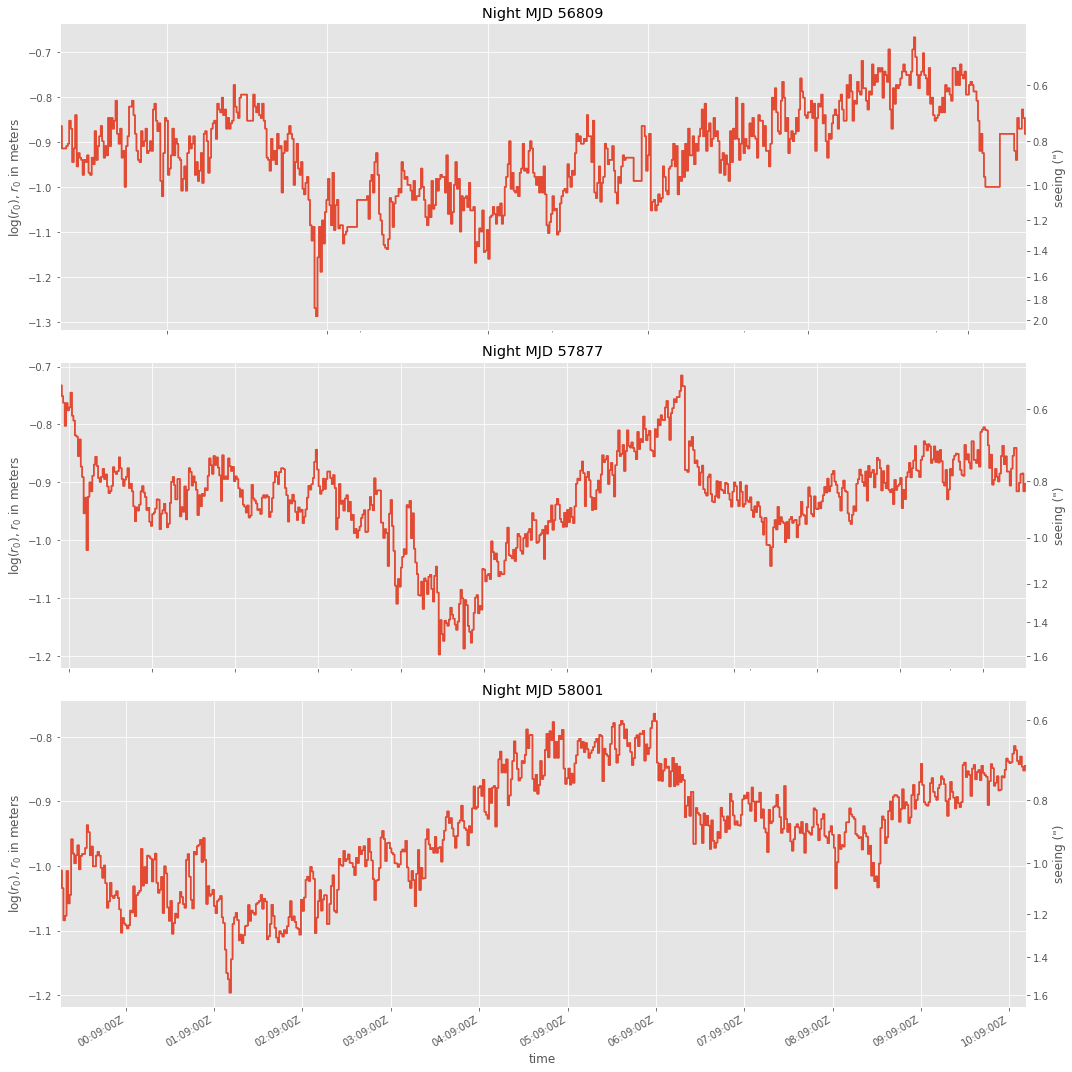 Night MJD 56809
log(r₀), r₀ in meters
−0.7
−0.8
−0.9
−1.0
−1.1
−1.2
−1.3
0.6
0.8
1.0
1.2
1.4
1.6
1.8
2.0
seeing (")
Night MJD 57877
log(r₀), r₀ in meters
−0.7
−0.8
−0.9
−1.0
−1.1
−1.2
0.6
0.8
1.0
1.2
1.4
1.6
seeing (")
Night MJD 58001
log(r₀), r₀ in meters
−0.8
−0.9
−1.0
−1.1
−1.2
0.6
0.8
1.0
1.2
1.4
1.6
seeing (")
00:09:00Z
01:09:00Z
02:09:00Z
03:09:00Z
04:09:00Z
05:09:00Z
06:09:00Z
07:09:00Z
08:09:00Z
09:09:00Z
10:09:00Z
time